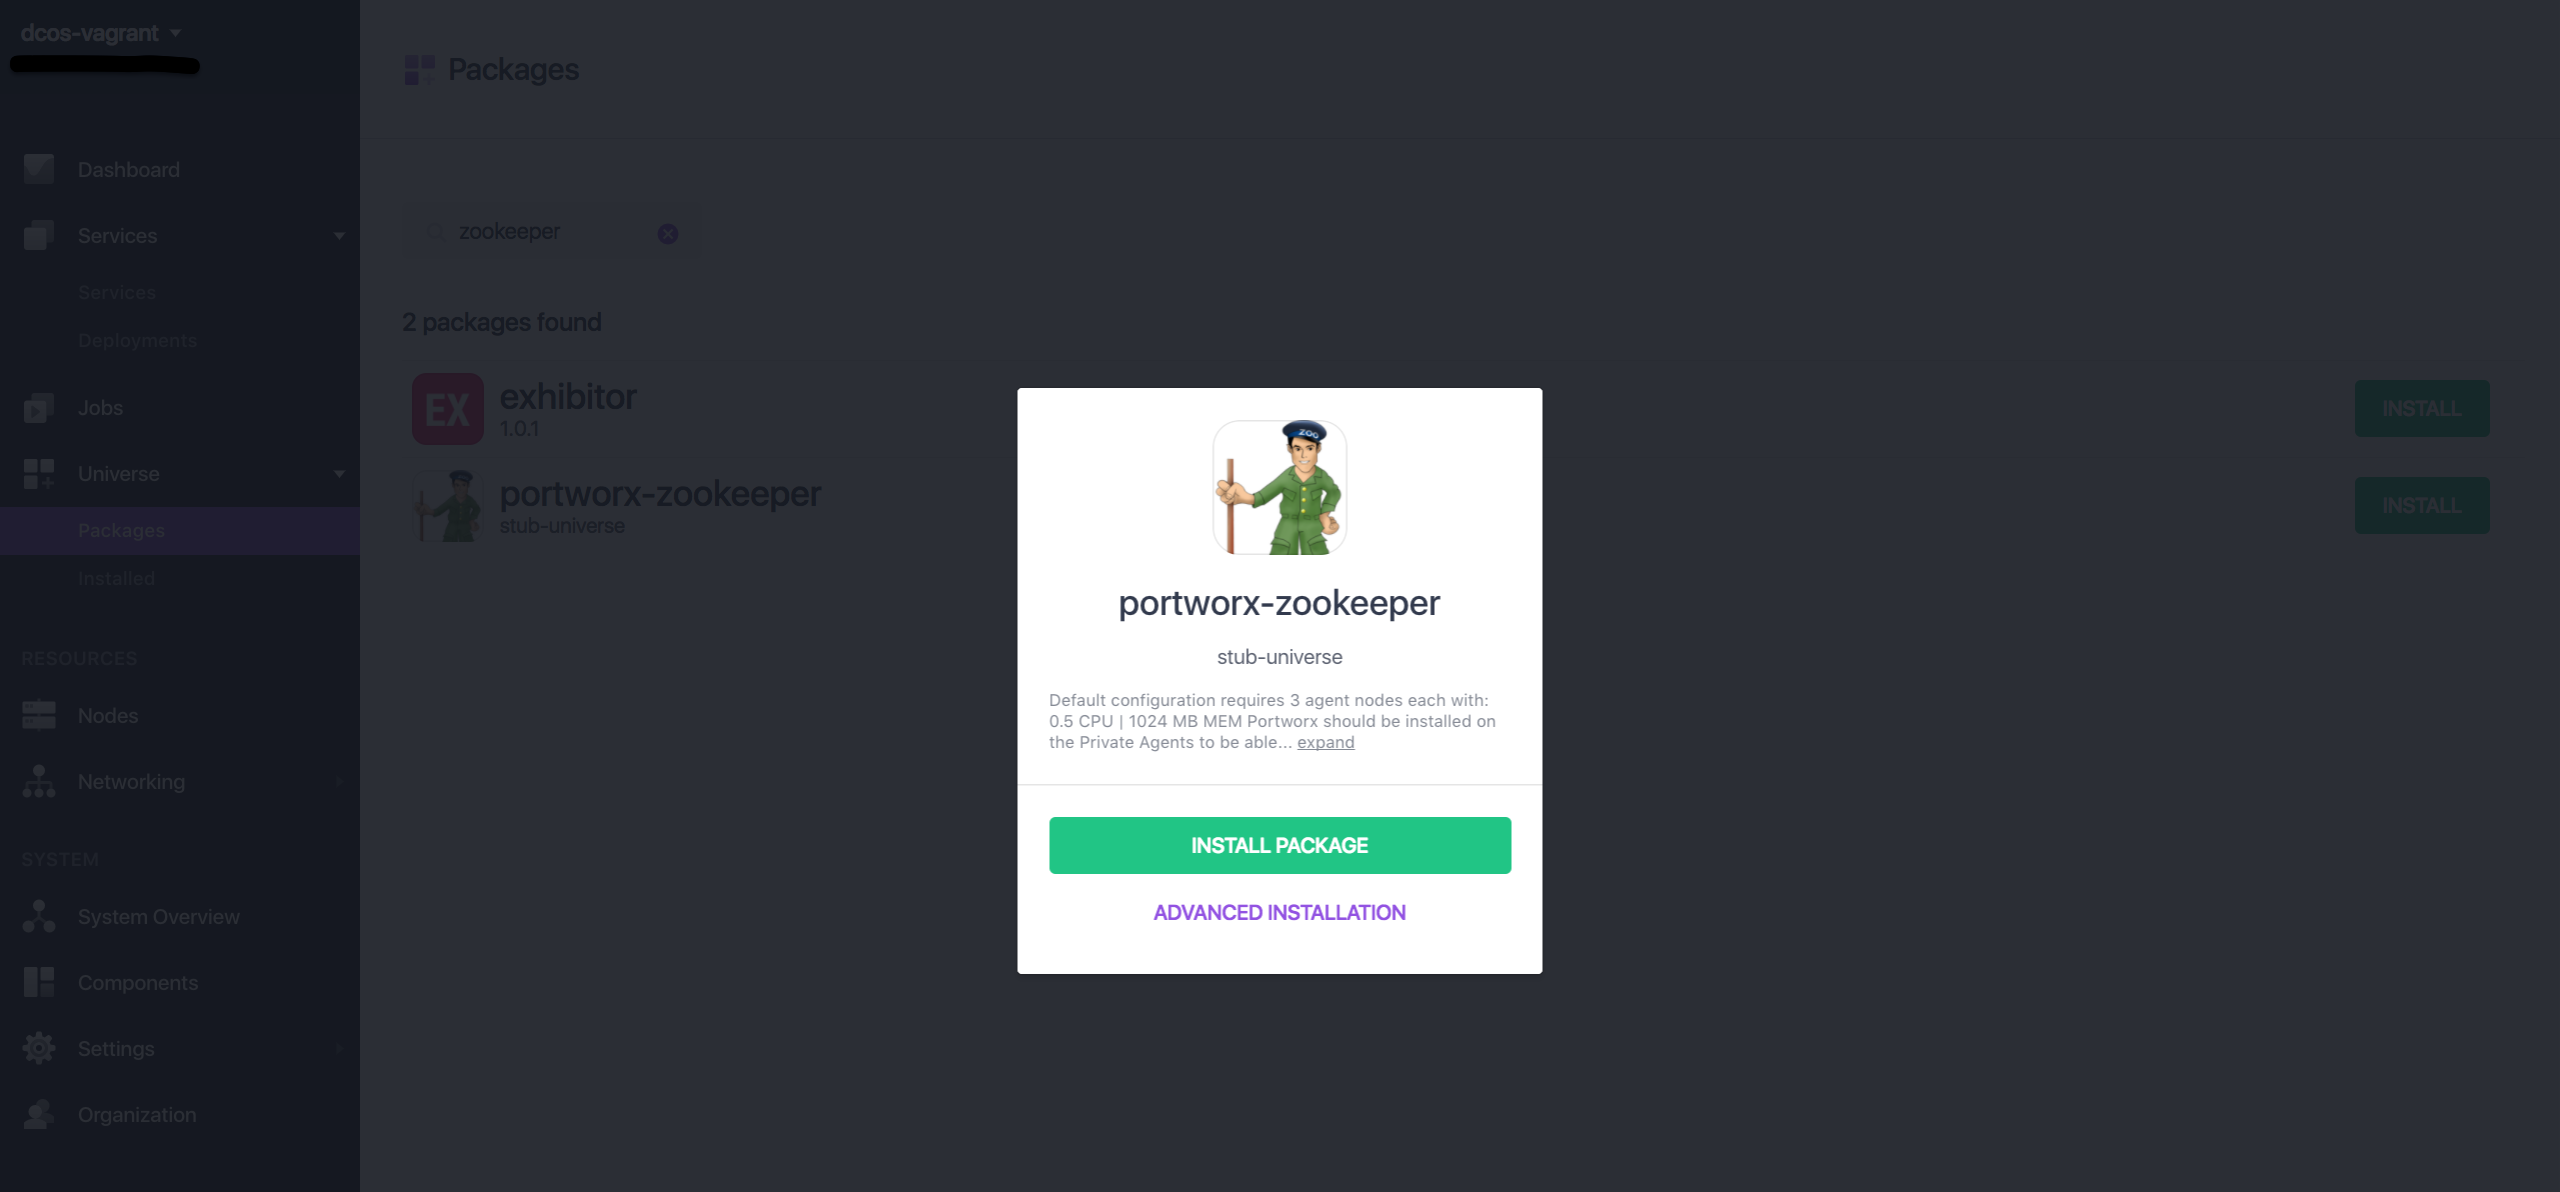 dcos-vagrant
Packages
Dashboard
Services
Services
Deployments
Jobs
Universe
Packages
Installed
RESOURCES
Nodes
Networking
SYSTEM
System Overview
Components
Settings
Organization
zookeeper
2 packages found
EX
exhibitor
1.0.1
INSTALL
portworx-zookeeper
stub-universe
INSTALL
ZOO
portworx-zookeeper
stub-universe
Default configuration requires 3 agent nodes each with:
0.5 CPU | 1024 MB MEM Portworx should be installed on
the Private Agents to be able... expand
INSTALL PACKAGE
ADVANCED INSTALLATION